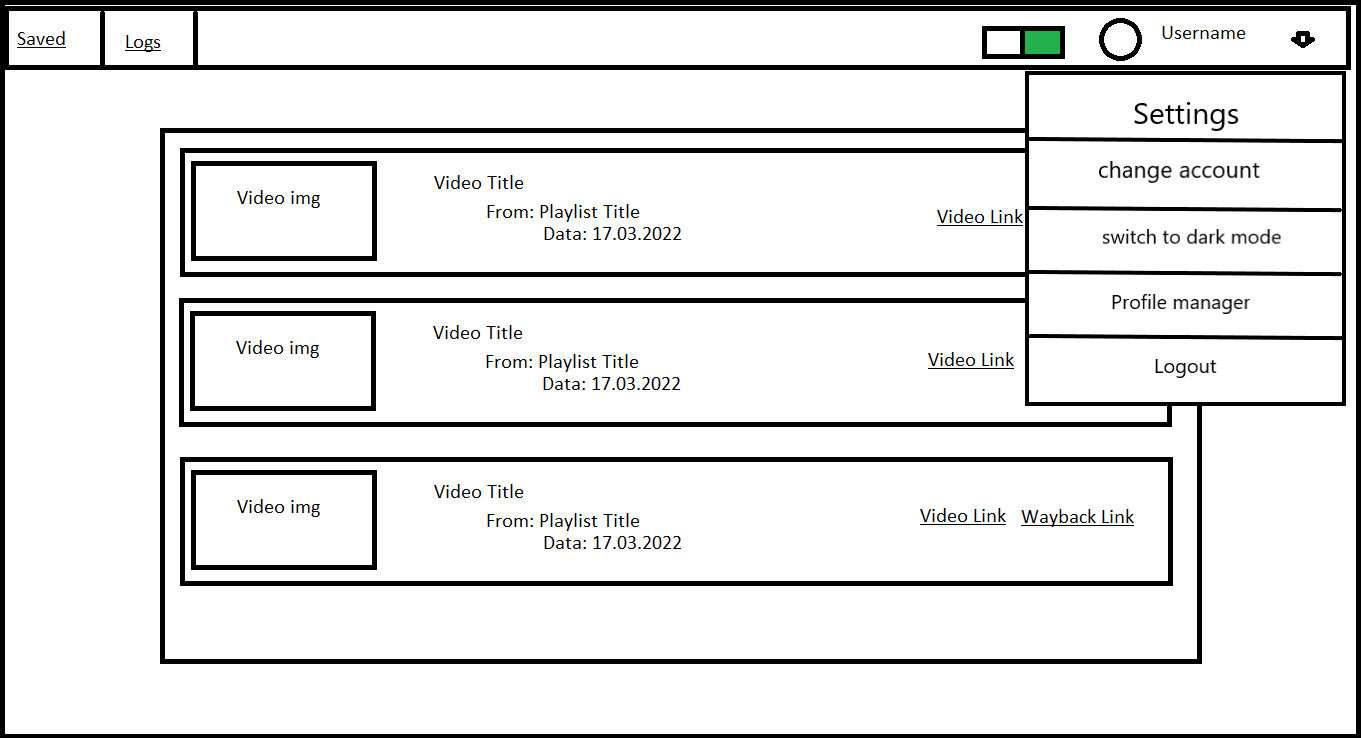 Saved
Logs
Username
Settings
change account
switch to dark mode
Profile manager
Logout
Video img
Video Title
From: Playlist Title
Data: 17.03.2022
Video Link
Video img
Video Title
From: Playlist Title
Data: 17.03.2022
Video Link
Video img
Video Title
From: Playlist Title
Data: 17.03.2022
Video Link
Wayback Link